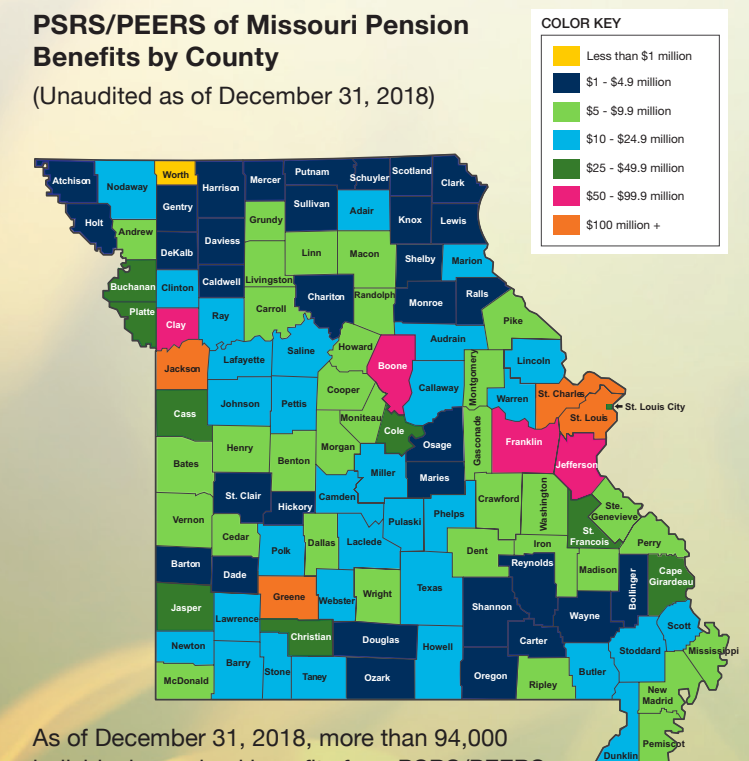 PSRS/PEERS of Missouri Pension
Benefits by County
(Unaudited as of December 31, 2018)
COLOR KEY
Less than $1 million
$1 - $4.9 million
$5 - $9.9 million
$10 - $24.9 million
$25 - $49.9 million
$50 - $99.9 million
$100 million +
Atchison
Nodaway
Worth
Harrison
Mercer
Putnam
Schuyler
Scotland
Clark
Holt
Andrew
Gentry
Grundy
Sullivan
Adair
Knox
Lewis
DeKalb
Daviess
Linn
Macon
Shelby
Marion
Buchanan
Clinton
Caldwell
Livingston
Chariton
Randolph
Monroe
Ralls
Platte
Clay
Ray
Carroll
Pike
Jackson
Lafayette
Saline
Howard
Boone
Audrain
Lincoln
Johnson
Pettis
Cooper
Callaway
Montgomery
Warren
St. Charles
St. Louis City
St. Louis
Cass
Moniteau
Cole
Osage
Gasconade
Franklin
Jefferson
Bates
Henry
Benton
Morgan
Miller
Maries
St. Clair
Hickory
Camden
Pulaski
Phelps
Crawford
Washington
Ste.
Genevieve
St.
Francois
Perry
Vernon
Cedar
Polk
Dallas
Laclede
Dent
Iron
Reynolds
Madison
Bollinger
Cape
Girardeau
Barton
Dade
Greene
Webster
Wright
Texas
Shannon
Wayne
Scott
Jasper
Lawrence
Christian
Douglas
Howell
Carter
Stoddard
Mississippi
Newton
Barry
Stone
Taney
Ozark
Oregon
Ripley
Butler
McDonald
New
Madrid
Pemiscot
Dunklin
As of December 31, 2018, more than 94,000